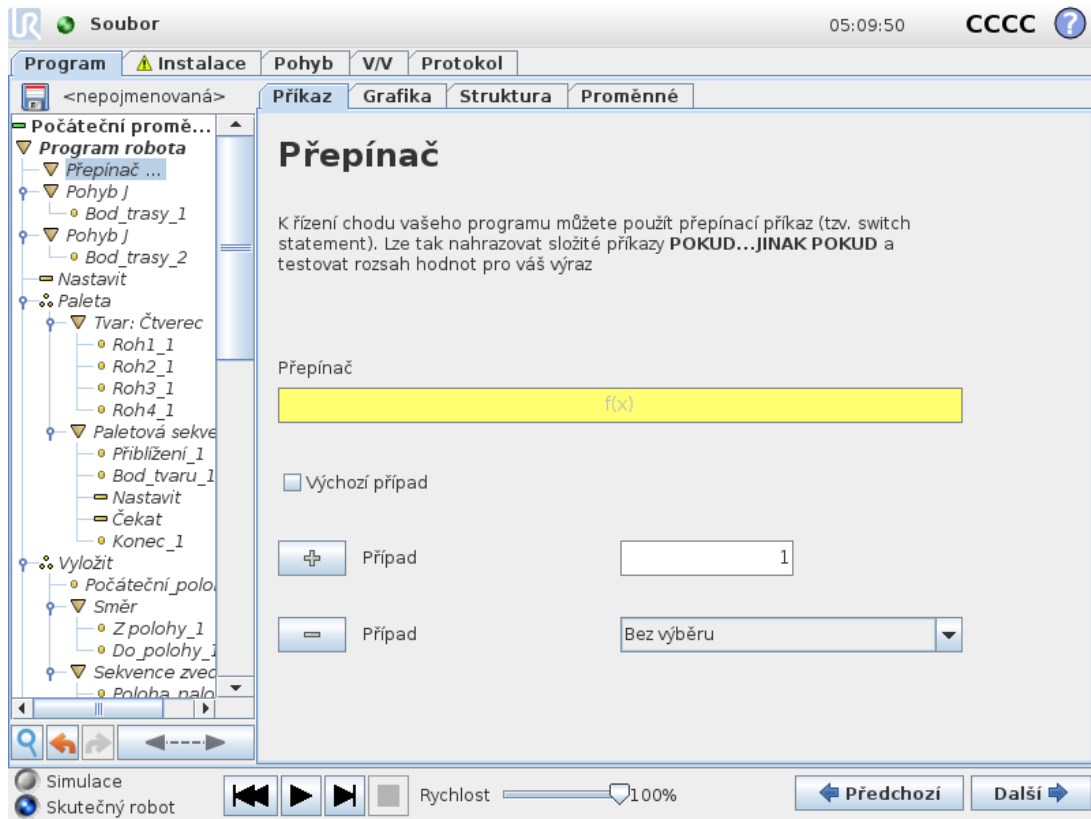 UR Soubor 05:09:50 CCCC ?
Program Instalace Pohyb V/V Protokol
<nepojmenovaná> Příkaz Grafika Struktura Proměnné
Počáteční promě...
Program robota
Přepínač ...
Pohyb J
Bod_trasy_1
Pohyb J
Bod_trasy_2
Nastavit
Paleta
Tvar: Čtverec
Roh1_1
Roh2_1
Roh3_1
Roh4_1
Paletová sekve
Přiblížení_1
Bod_tvaru_1
Nastavit
Čekat
Konec_1
Vyložit
Počáteční_polo
Směr
Z polohy_1
Do_polohy_1
Sekvence zved
Poloha_nalo
Přepínač
K řízení chodu vašeho programu můžete použít přepínací příkaz (tzv. switch
statement). Lze tak nahrazovat složité příkazy POKUD...JINAK POKUD a
testovat rozsah hodnot pro váš výraz
Přepínač
f(x)
Výchozí případ
Případ 1
Případ Bez výběru
Simulace
Skutečný robot
Rychlost 100%
Předchozí Další